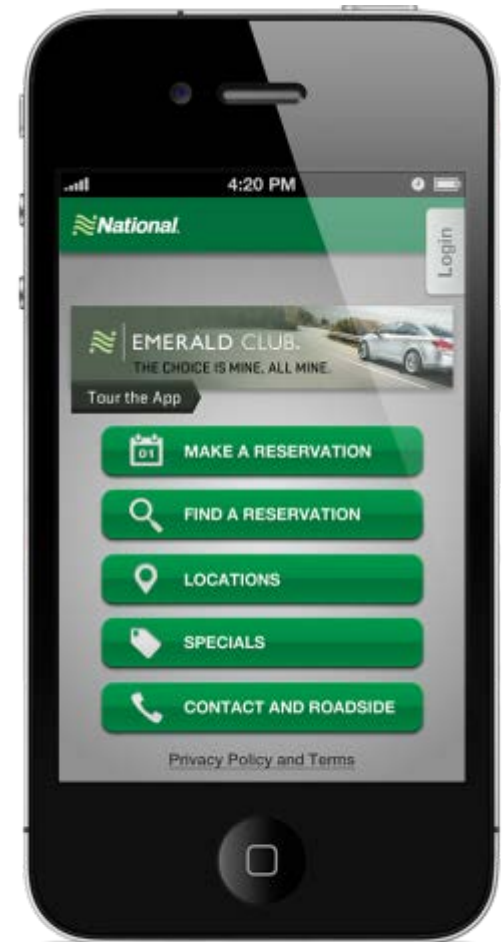 4:20 PM
National.
Login
EMERALD CLUB.
THE CHOICE IS MINE. ALL MINE.
Tour the App
01 MAKE A RESERVATION
FIND A RESERVATION
LOCATIONS
SPECIALS
CONTACT AND ROADSIDE
Privacy Policy and Terms